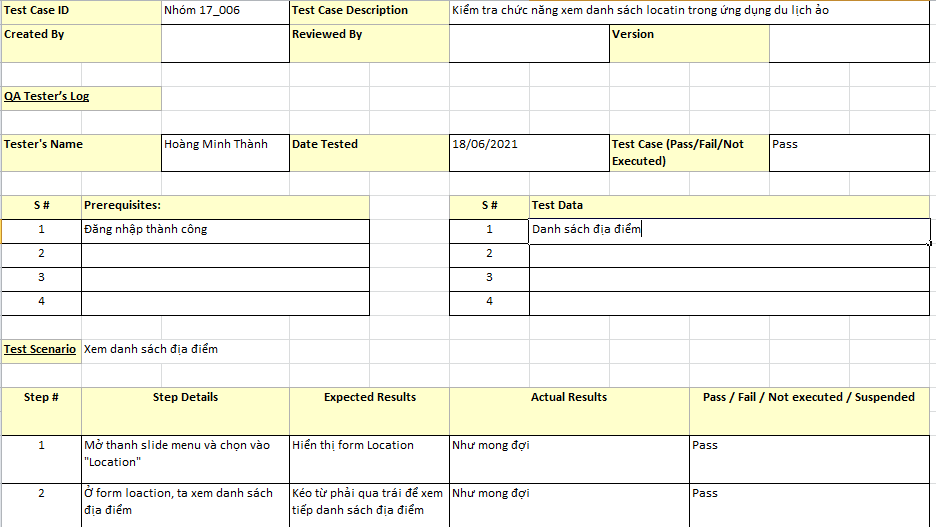 Test Case ID Nhóm 17_006 Test Case Description Kiểm tra chức năng xem danh sách locatin trong ứng dụng du lịch ảo
Created By Reviewed By Version
QA Tester’s Log
Tester's Name Hoàng Minh Thành Date Tested 18/06/2021 Test Case (Pass/Fail/Not Pass
Executed)
S # Prerequisites: S # Test Data
1 Đăng nhập thành công 1 Danh sách địa điểm
2 2
3 3
4 4
Test Scenario Xem danh sách địa điểm
Step # Step Details Expected Results Actual Results Pass / Fail / Not executed / Suspended
1 Mở thanh slide menu và chọn vào Hiển thị form Location Như mong đợi Pass
"Location"
2 Ở form loaction, ta xem danh sách Kéo từ phải qua trái để xem Như mong đợi Pass
địa điểm tiếp danh sách địa điểm